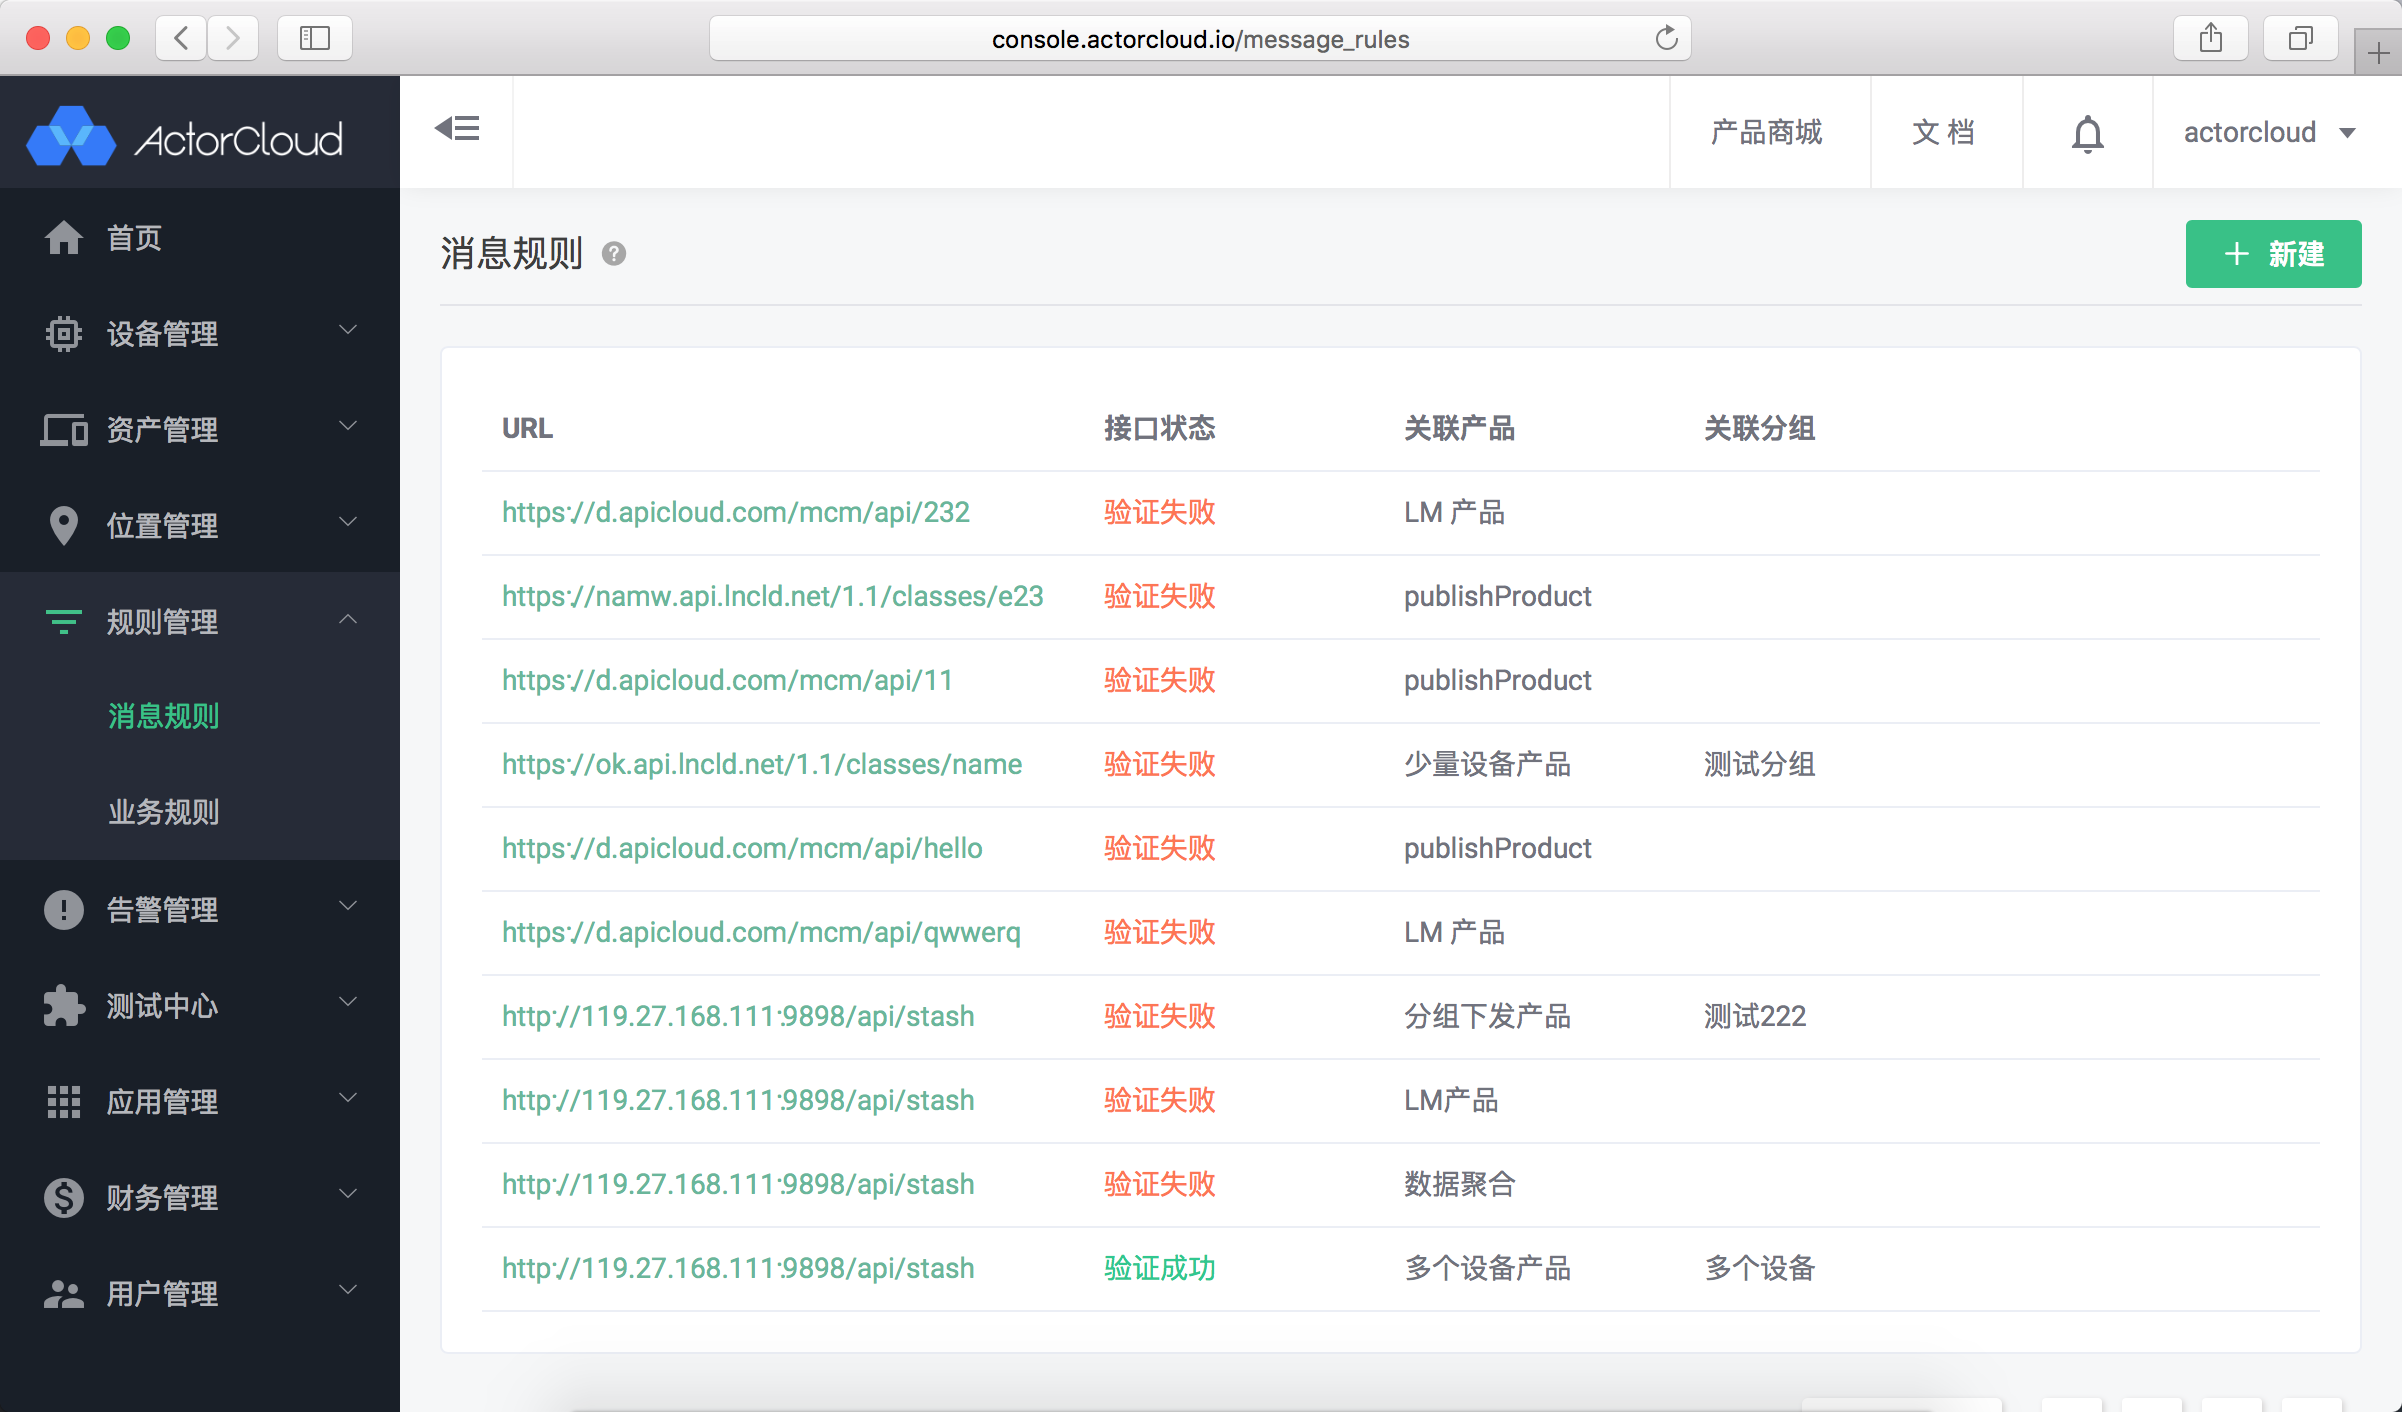 console.actorcloud.io/message_rules
ActorCloud
产品商城
文 档
actorcloud
首页
设备管理
资产管理
位置管理
规则管理
消息规则
业务规则
告警管理
测试中心
应用管理
财务管理
用户管理
消息规则 ?
+ 新建
URL 接口状态 关联产品 关联分组
https://d.apicloud.com/mcm/api/232 验证失败 LM 产品
https://namw.api.lncld.net/1.1/classes/e23 验证失败 publishProduct
https://d.apicloud.com/mcm/api/11 验证失败 publishProduct
https://ok.api.lncld.net/1.1/classes/name 验证失败 少量设备产品 测试分组
https://d.apicloud.com/mcm/api/hello 验证失败 publishProduct
https://d.apicloud.com/mcm/api/qwwerq 验证失败 LM 产品
http://119.27.168.111:9898/api/stash 验证失败 分组下发产品 测试222
http://119.27.168.111:9898/api/stash 验证失败 LM产品
http://119.27.168.111:9898/api/stash 验证失败 数据聚合
http://119.27.168.111:9898/api/stash 验证成功 多个设备产品 多个设备